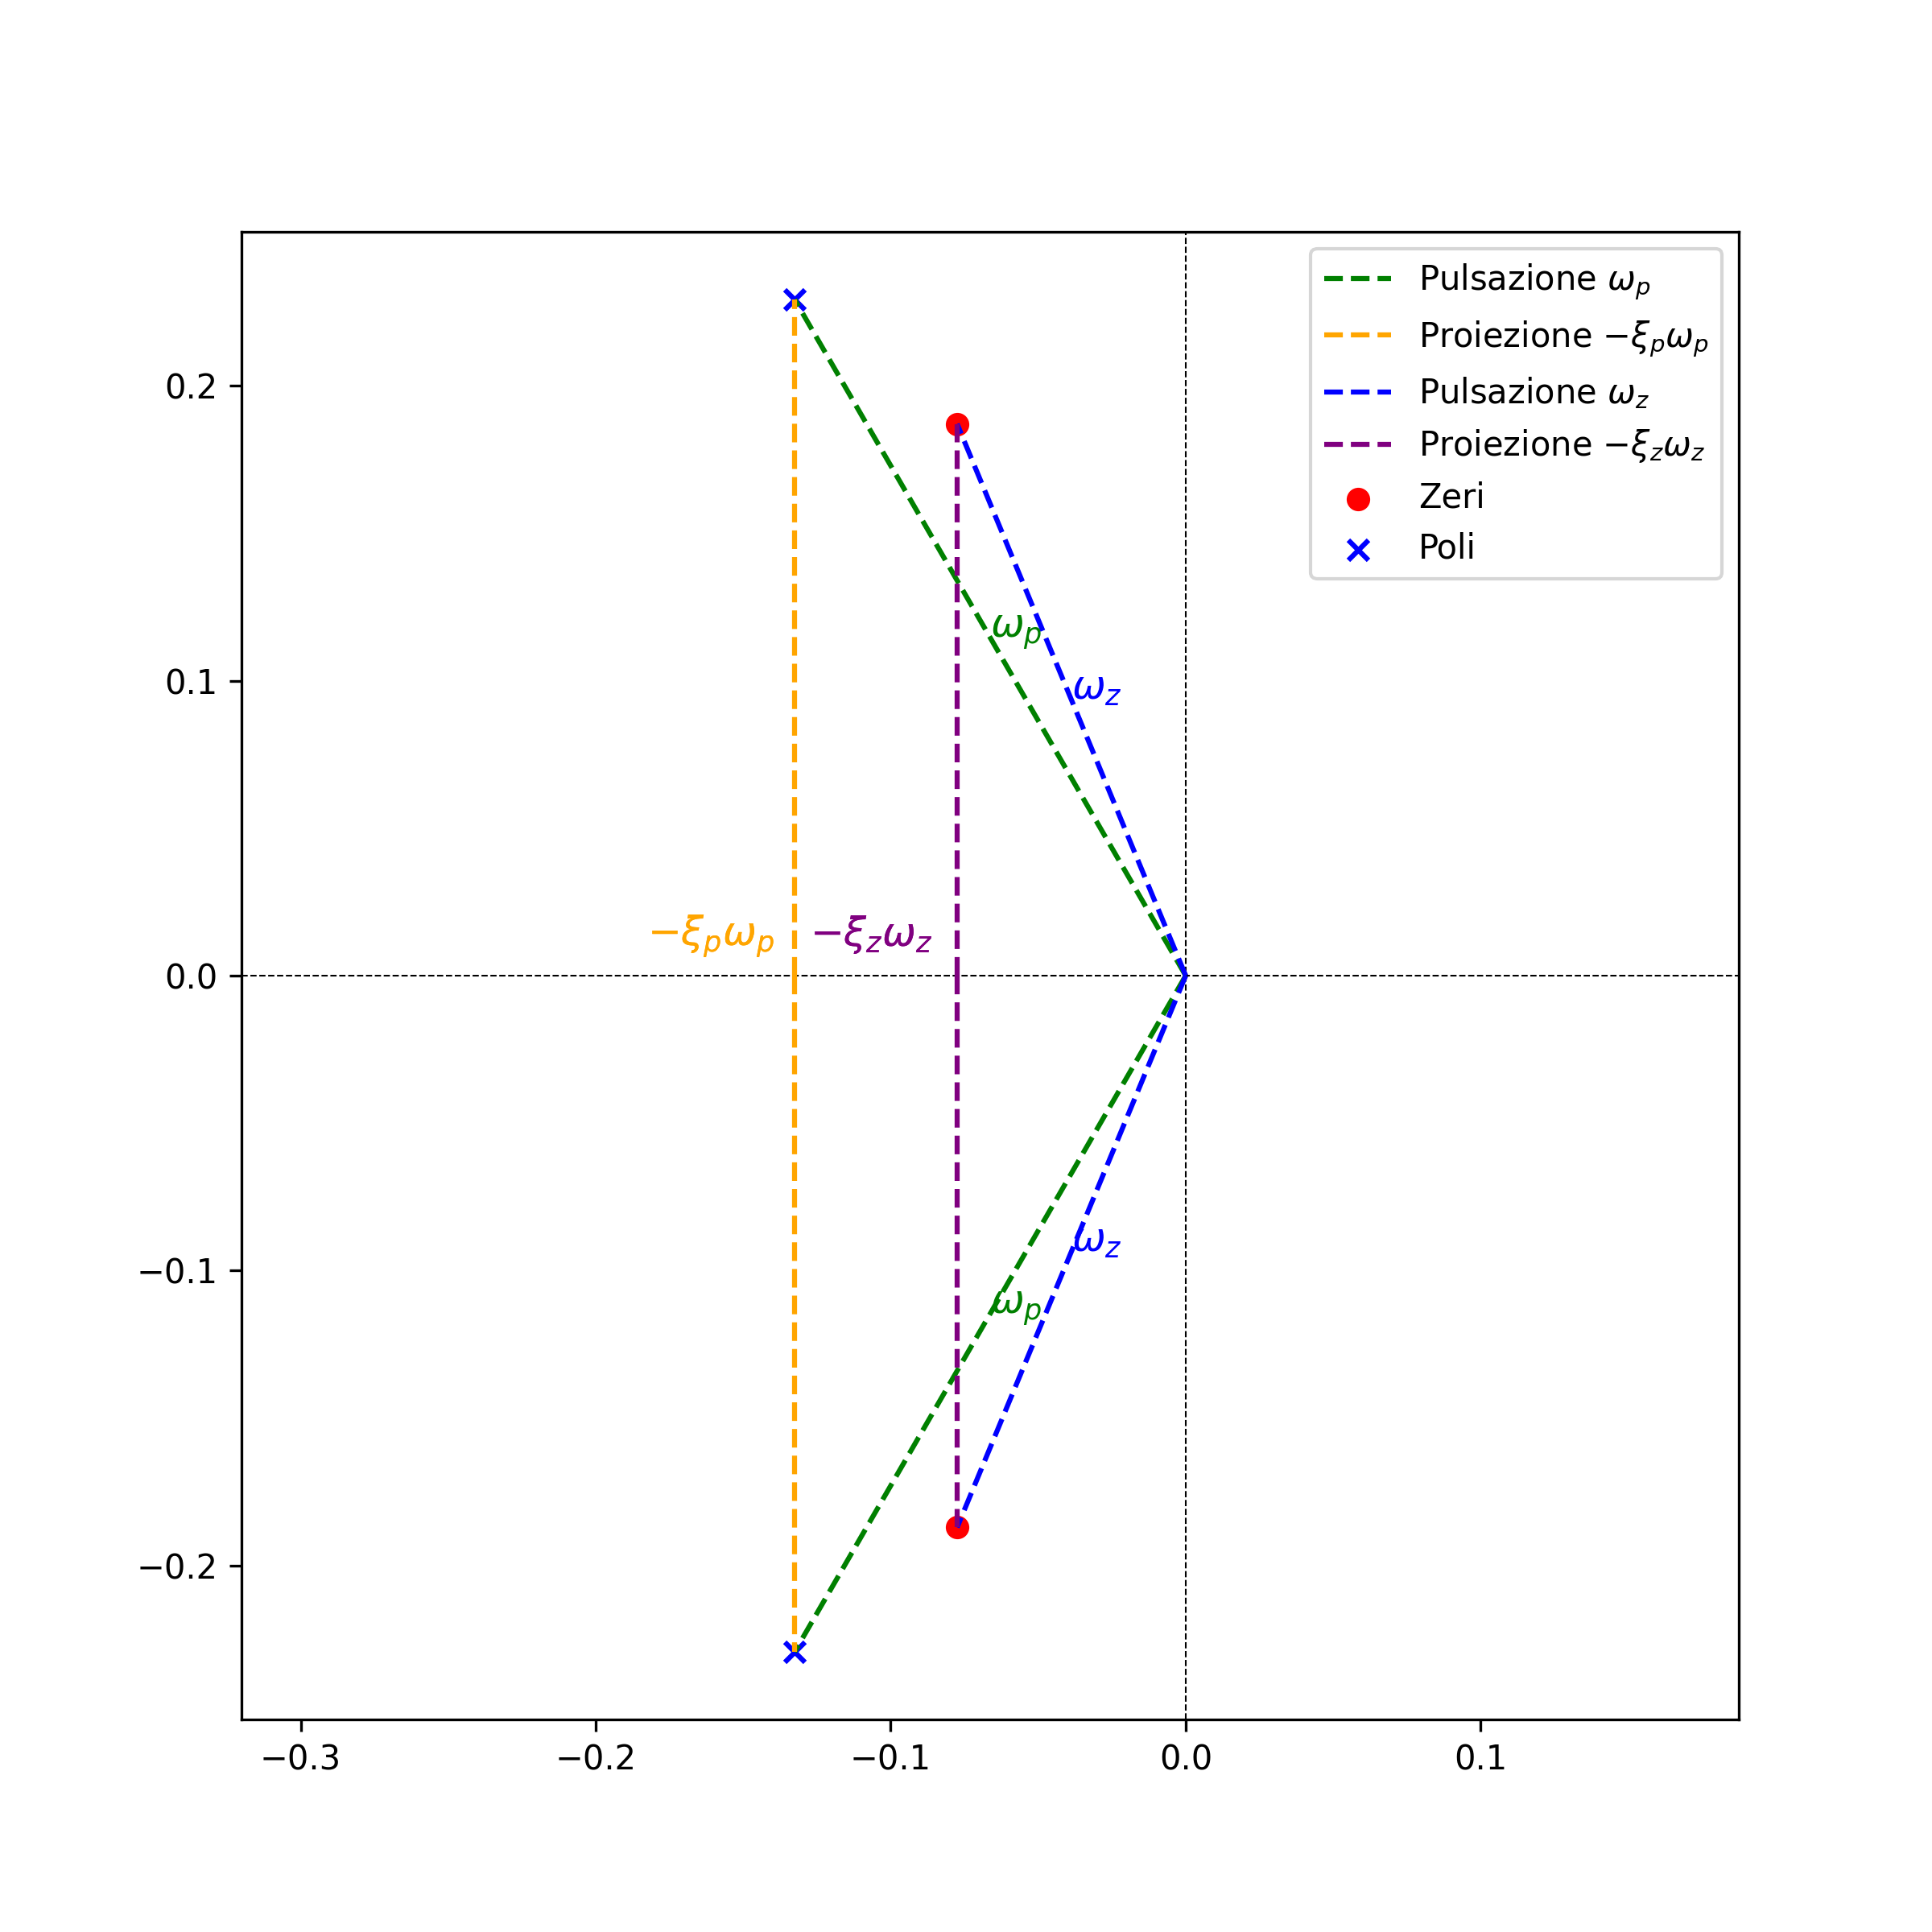 Pulsazione ωp
Proiezione −ξpωp
Pulsazione ωz
Proiezione −ξzωz
Zeri
Poli
0.2
0.1
0.0
−0.1
−0.2
ωp
ωz
−ξpωp
−ξzωz
ωz
ωp
−0.3
−0.2
−0.1
0.0
0.1